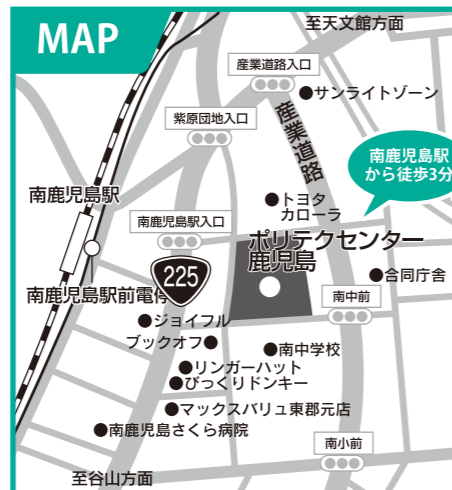 MAP
至天文館方面
産業道路入口
サンライトゾーン
紫原団地入口
産業道路
南鹿児島駅
から徒歩3分
南鹿児島駅
トヨタ
カローラ
南鹿児島駅入口
ポリテクセンター
鹿児島
225
合同庁舎
南鹿児島駅前電停
南中前
ジョイフル
ブックオフ
南中学校
リンガーハット
びっくりドンキー
マックスバリュ東郡元店
南鹿児島さくら病院
南小前
至谷山方面